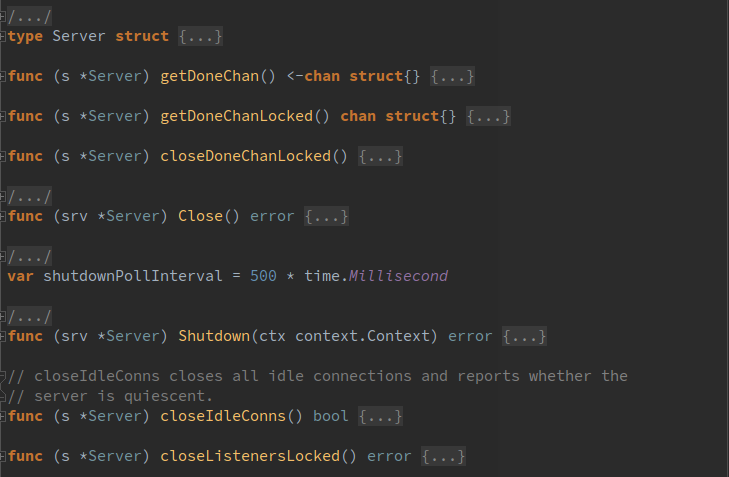 /.../
type Server struct {...}
func (s *Server) getDoneChan() <-chan struct{} {...}
func (s *Server) getDoneChanLocked() chan struct{} {...}
func (s *Server) closeDoneChanLocked() {...}
/.../
func (srv *Server) Close() error {...}
/.../
var shutdownPollInterval = 500 * time.Millisecond
/.../
func (srv *Server) Shutdown(ctx context.Context) error {...}
// closeIdleConns closes all idle connections and reports whether the
// server is quiescent.
func (s *Server) closeIdleConns() bool {...}
func (s *Server) closeListenersLocked() error {...}